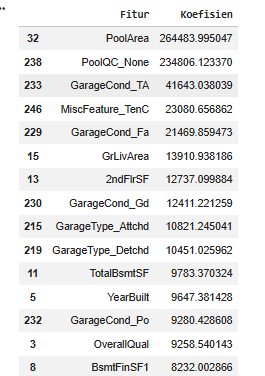 Fitur Koefisien
32 PoolArea 264483.995047
238 PoolQC_None 234806.123370
233 GarageCond_TA 41643.038039
246 MiscFeature_TenC 23080.656862
229 GarageCond_Fa 21469.859473
15 GrLivArea 13910.938186
13 2ndFlrSF 12737.099884
230 GarageCond_Gd 12411.221259
215 GarageType_Attchd 10821.245041
219 GarageType_Detchd 10451.025962
11 TotalBsmtSF 9783.370324
5 YearBuilt 9647.381428
232 GarageCond_Po 9280.428608
3 OverallQual 9258.540143
8 BsmtFinSF1 8232.002866